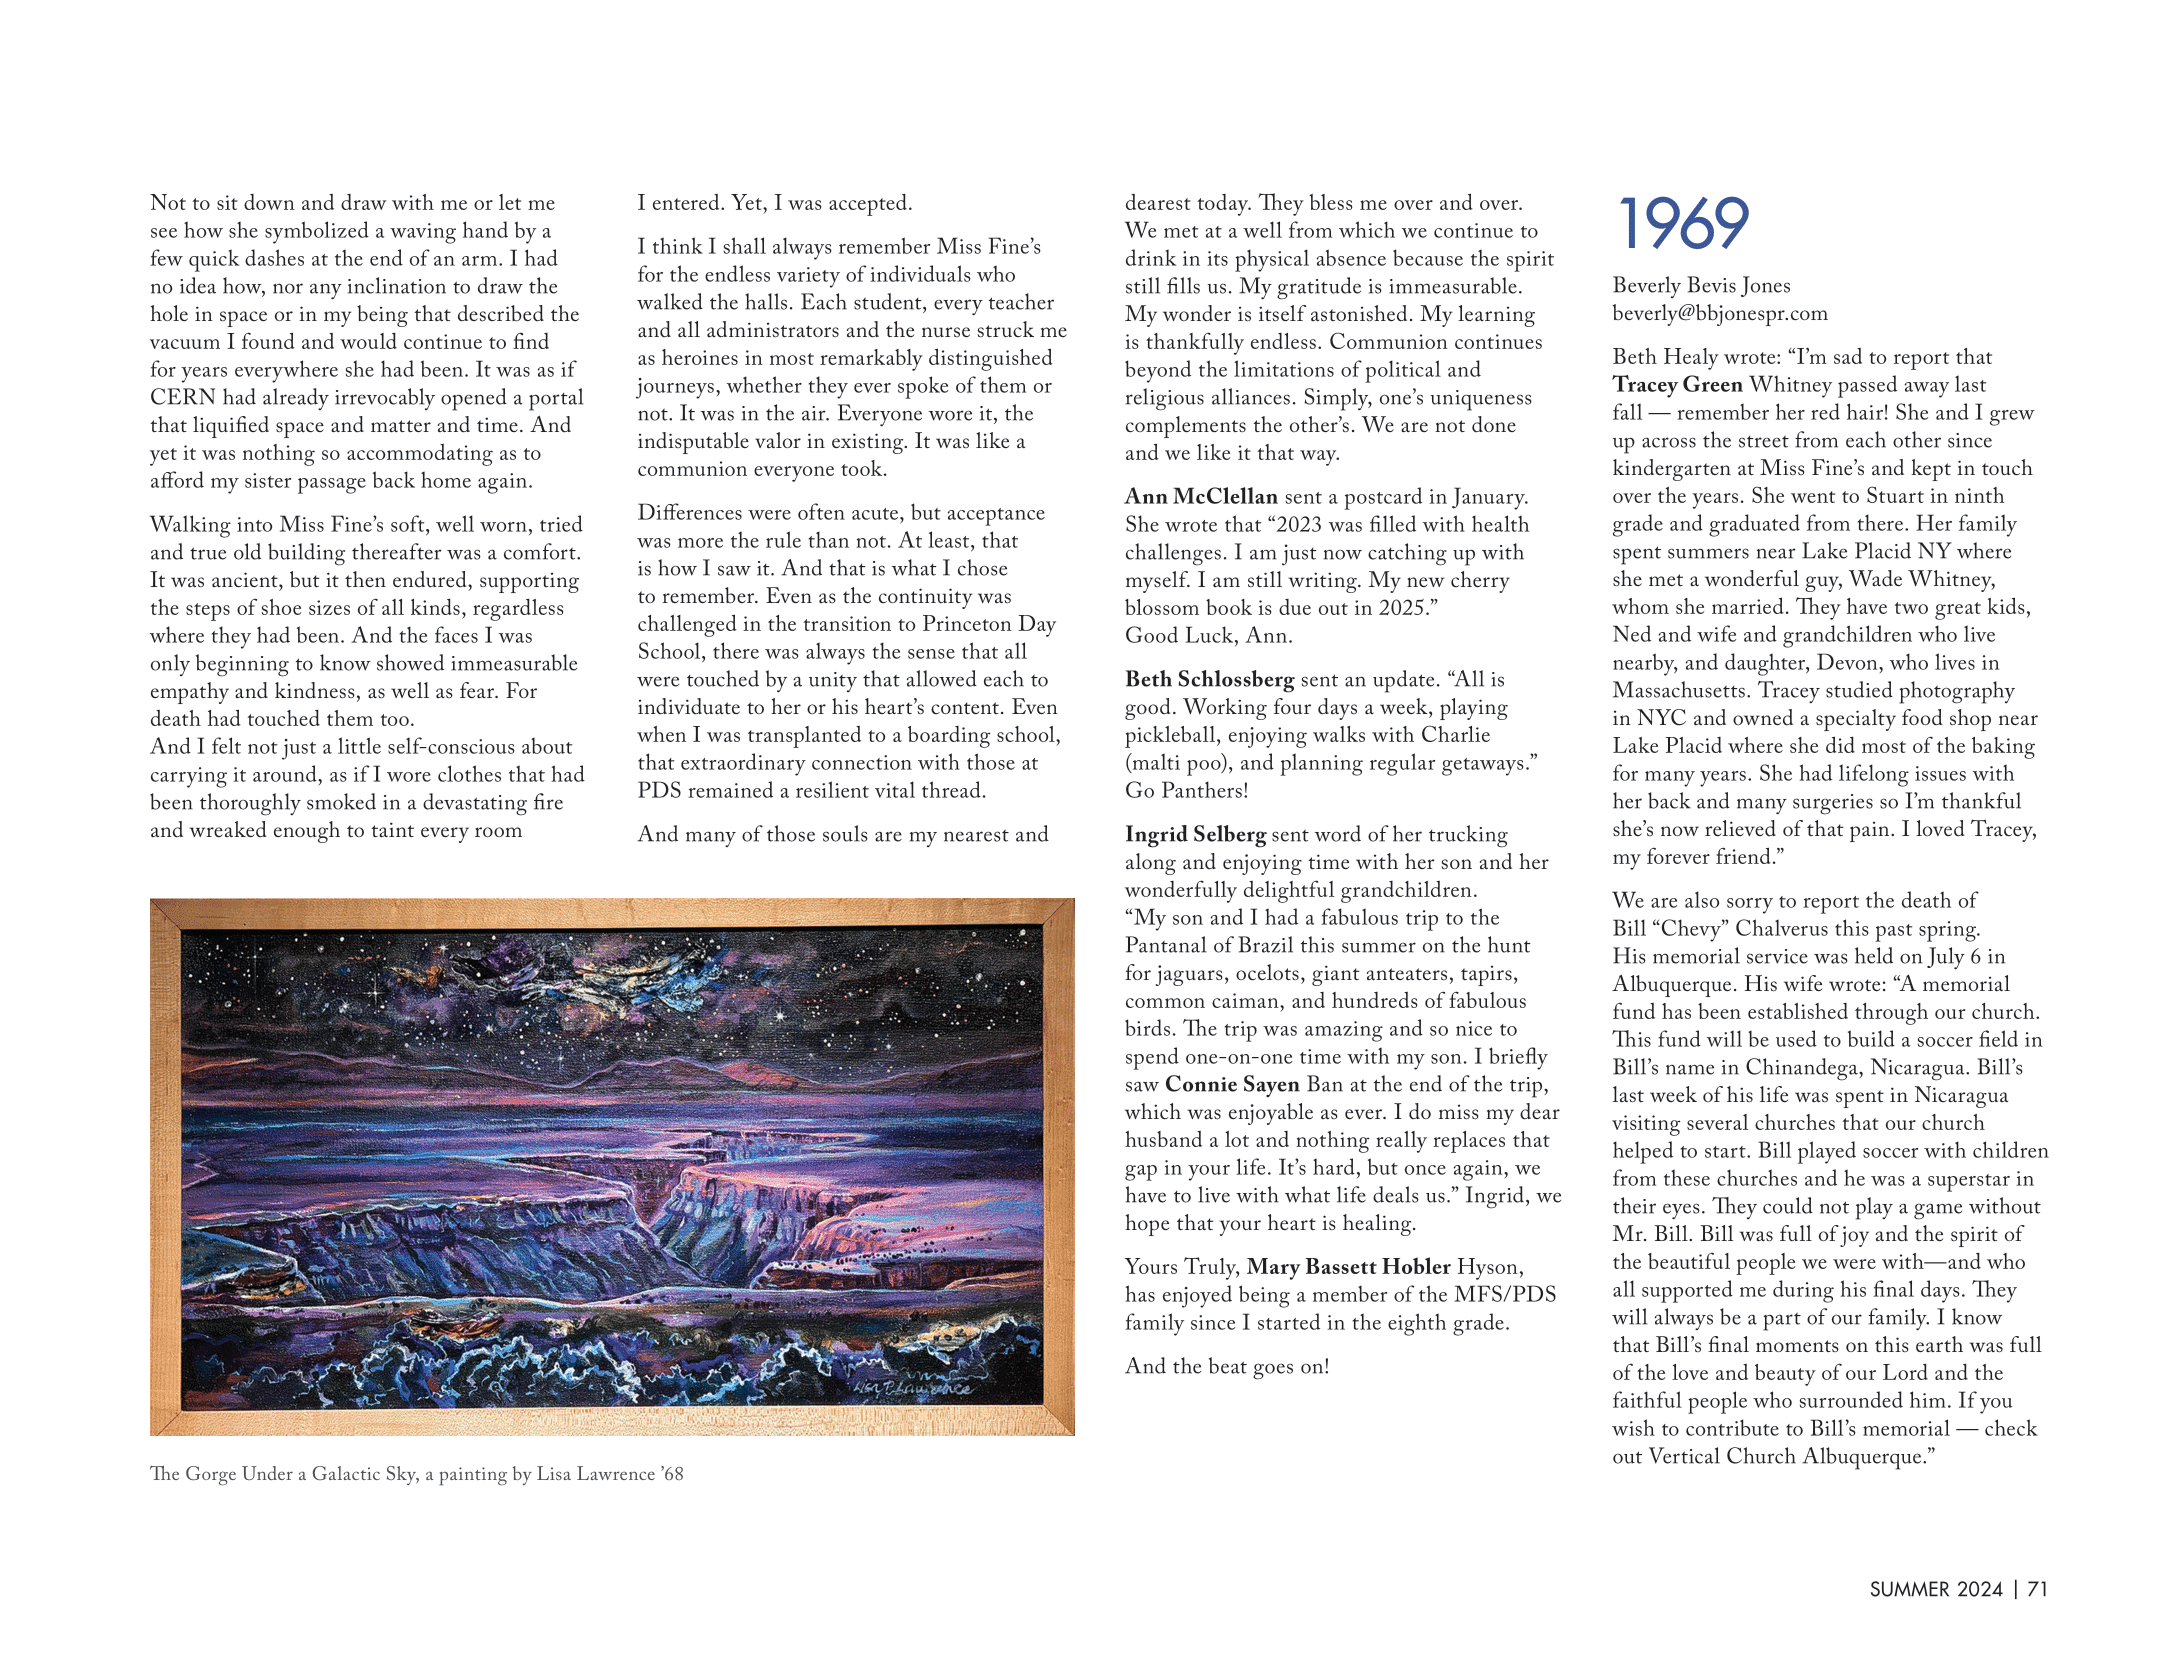 Not to sit down and draw with me or let me
see how she symbolized a waving hand by a
few quick dashes at the end of an arm. I had
no idea how, nor any inclination to draw the
hole in space or in my being that described the
vacuum I found and would continue to find
for years everywhere she had been. It was as if
CERN had already irrevocably opened a portal
that liquified space and matter and time. And
yet it was nothing so accommodating as to
afford my sister passage back home again.
Walking into Miss Fine’s soft, well worn, tried
and true old building thereafter was a comfort.
It was ancient, but it then endured, supporting
the steps of shoe sizes of all kinds, regardless
where they had been. And the faces I was
only beginning to know showed immeasurable
empathy and kindness, as well as fear. For
death had touched them too.
And I felt not just a little self-conscious about
carrying it around, as if I wore clothes that had
been thoroughly smoked in a devastating fire
and wreaked enough to taint every room
I entered. Yet, I was accepted.
I think I shall always remember Miss Fine’s
for the endless variety of individuals who
walked the halls. Each student, every teacher
and all administrators and the nurse struck me
as heroines in most remarkably distinguished
journeys, whether they ever spoke of them or
not. It was in the air. Everyone wore it, the
indisputable valor in existing. It was like a
communion everyone took.
Differences were often acute, but acceptance
was more the rule than not. At least, that
is how I saw it. And that is what I chose
to remember. Even as the continuity was
challenged in the transition to Princeton Day
School, there was always the sense that all
were touched by a unity that allowed each to
individuate to her or his heart’s content. Even
when I was transplanted to a boarding school,
that extraordinary connection with those at
PDS remained a resilient vital thread.
And many of those souls are my nearest and
Lisa P. Lawrence
The Gorge Under a Galactic Sky, a painting by Lisa Lawrence ’68
dearest today. They bless me over and over.
We met at a well from which we continue to
drink in its physical absence because the spirit
still fills us. My gratitude is immeasurable.
My wonder is itself astonished. My learning
is thankfully endless. Communion continues
beyond the limitations of political and
religious alliances. Simply, one’s uniqueness
complements the other’s. We are not done
and we like it that way.
Ann McClellan sent a postcard in January.
She wrote that “2023 was filled with health
challenges. I am just now catching up with
myself. I am still writing. My new cherry
blossom book is due out in 2025.”
Good Luck, Ann.
Beth Schlossberg sent an update. “All is
good. Working four days a week, playing
pickleball, enjoying walks with Charlie
(malti poo), and planning regular getaways.”
Go Panthers!
Ingrid Selberg sent word of her trucking
along and enjoying time with her son and her
wonderfully delightful grandchildren.
“My son and I had a fabulous trip to the
Pantanal of Brazil this summer on the hunt
for jaguars, ocelots, giant anteaters, tapirs,
common caiman, and hundreds of fabulous
birds. The trip was amazing and so nice to
spend one-on-one time with my son. I briefly
saw Connie Sayen Ban at the end of the trip,
which was enjoyable as ever. I do miss my dear
husband a lot and nothing really replaces that
gap in your life. It’s hard, but once again, we
have to live with what life deals us.” Ingrid, we
hope that your heart is healing.
Yours Truly, Mary Bassett Hobler Hyson,
has enjoyed being a member of the MFS/PDS
family since I started in the eighth grade.
And the beat goes on!
1969
Beverly Bevis Jones
beverly@bbjonespr.com
Beth Healy wrote: “I’m sad to report that
Tracey Green Whitney passed away last
fall — remember her red hair! She and I grew
up across the street from each other since
kindergarten at Miss Fine’s and kept in touch
over the years. She went to Stuart in ninth
grade and graduated from there. Her family
spent summers near Lake Placid NY where
she met a wonderful guy, Wade Whitney,
whom she married. They have two great kids,
Ned and wife and grandchildren who live
nearby, and daughter, Devon, who lives in
Massachusetts. Tracey studied photography
in NYC and owned a specialty food shop near
Lake Placid where she did most of the baking
for many years. She had lifelong issues with
her back and many surgeries so I’m thankful
she’s now relieved of that pain. I loved Tracey,
my forever friend.”
We are also sorry to report the death of
Bill “Chevy” Chalverus this past spring.
His memorial service was held on July 6 in
Albuquerque. His wife wrote: “A memorial
fund has been established through our church.
This fund will be used to build a soccer field in
Bill’s name in Chinandega, Nicaragua. Bill’s
last week of his life was spent in Nicaragua
visiting several churches that our church
helped to start. Bill played soccer with children
from these churches and he was a superstar in
their eyes. They could not play a game without
Mr. Bill. Bill was full of joy and the spirit of
the beautiful people we were with—and who
all supported me during his final days. They
will always be a part of our family. I know
that Bill’s final moments on this earth was full
of the love and beauty of our Lord and the
faithful people who surrounded him. If you
wish to contribute to Bill’s memorial — check
out Vertical Church Albuquerque.”
SUMMER 2024 | 71